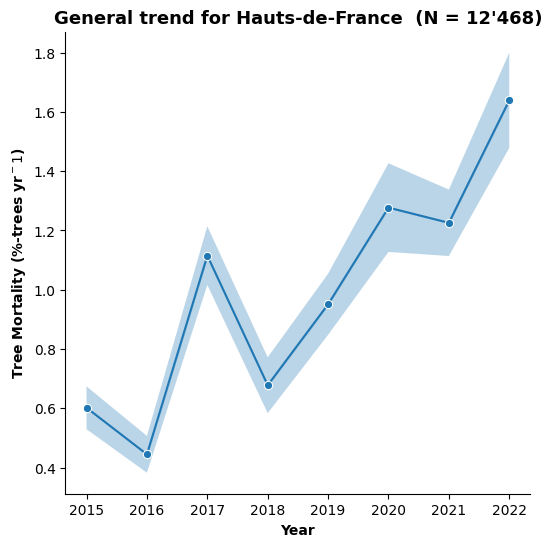 General trend for Hauts-de-France (N = 12'468)
1.8
1.6
1.4
1.2
1.0
0.8
0.6
0.4
Tree Mortality (%-trees yr⁻1)
2015 2016 2017 2018 2019 2020 2021 2022
Year